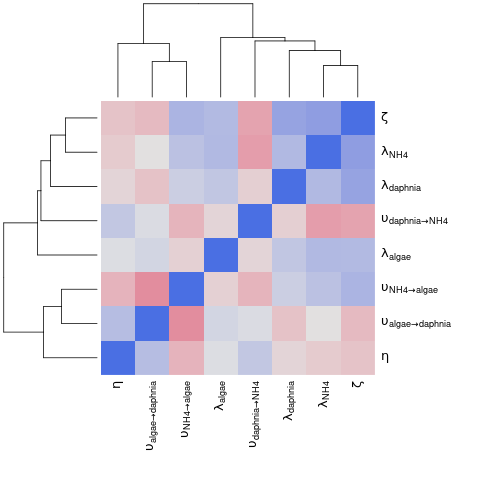 ζ
λNH4
λdaphnia
υdaphnia→NH4
λalgae
υNH4→algae
υalgae→daphnia
η
η
υalgae→daphnia
υNH4→algae
λalgae
υdaphnia→NH4
λdaphnia
λNH4
ζ